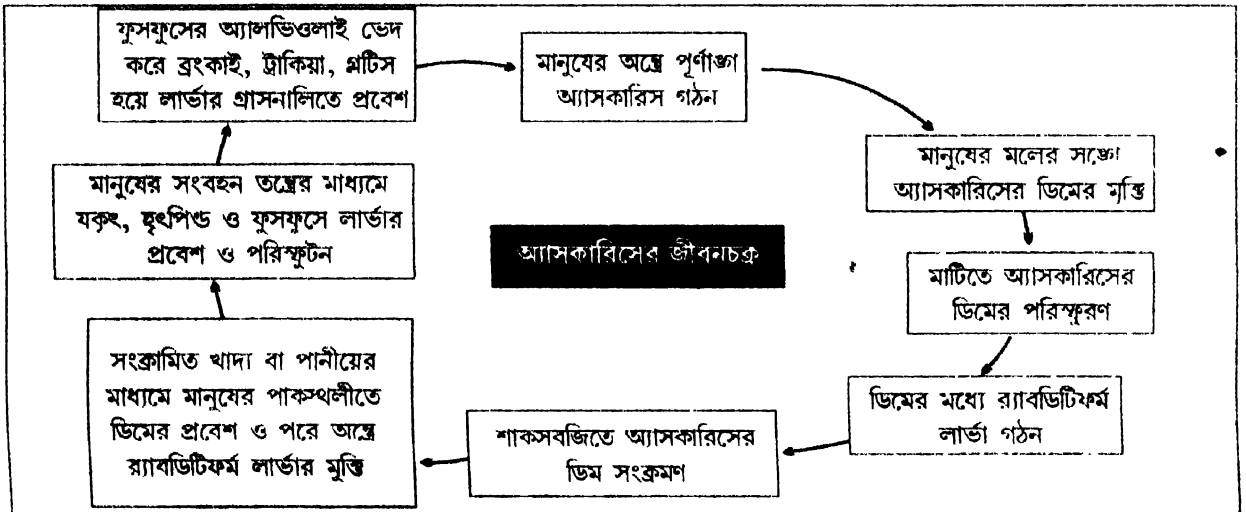 ফুসফুসের অ্যালভিওলাই ভেদ
করে ব্রংকাই, ট্রাকিয়া, গ্লটিস
হয়ে লার্ভার গ্রাসনালিতে প্রবেশ
মানুষের অন্ত্রে পূর্ণাঙ্গ
অ্যাসকারিস গঠন
মানুষের মলের সঙ্গে
অ্যাসকারিসের ডিমের মুক্তি
মাটিতে অ্যাসকারিসের
ডিমের পরিস্ফুরণ
ডিমের মধ্যে র‍্যাবডিটিফর্ম
লার্ভা গঠন
শাকসবজিতে অ্যাসকারিসের
ডিম সংক্রমণ
সংক্রামিত খাদ্য বা পানীয়ের
মাধ্যমে মানুষের পাকস্থলীতে
ডিমের প্রবেশ ও পরে অন্ত্রে
র‍্যাবডিটিফর্ম লার্ভার মুক্তি
মানুষের সংবহন তন্ত্রের মাধ্যমে
যকৃৎ, হৃৎপিন্ড ও ফুসফুসে লার্ভার
প্রবেশ ও পরিস্ফুটন
অ্যাসকারিসের জীবনচক্র